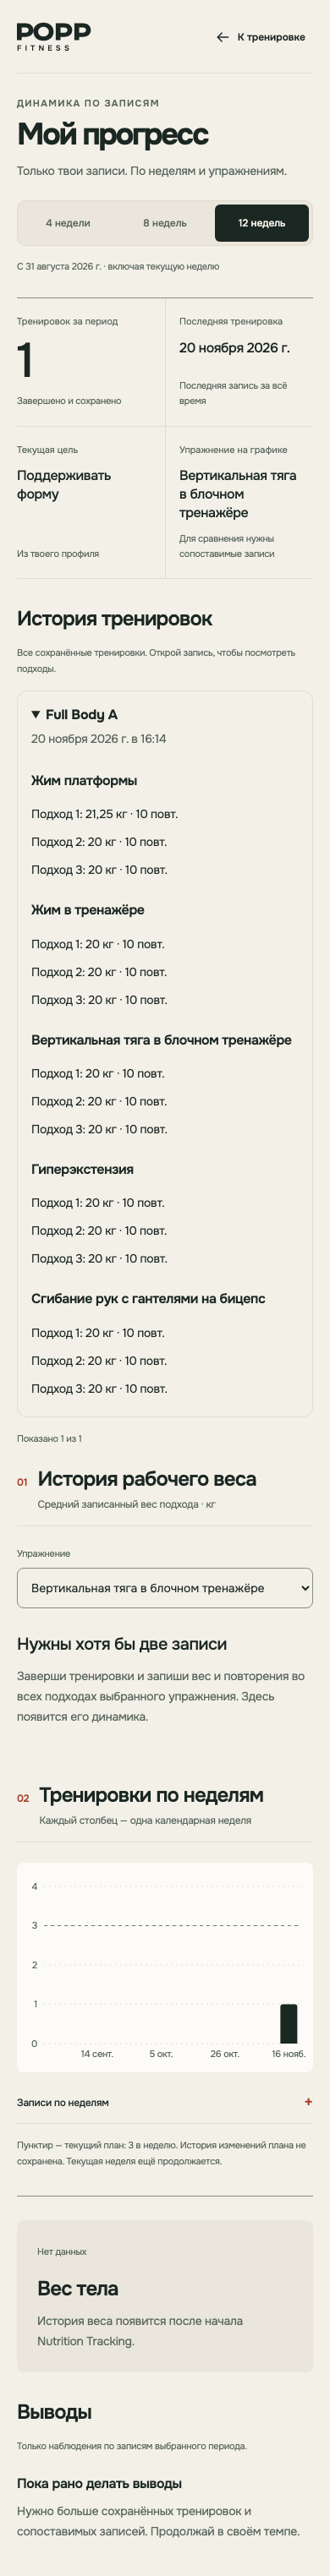 POPP
FITNESS
← К тренировке
ДИНАМИКА ПО ЗАПИСЯМ
Мой прогресс
Только твои записи. По неделям и упражнениям.
4 недели
8 недель
12 недель
С 31 августа 2026 г. · включая текущую неделю
Тренировок за период
1
Завершено и сохранено
Последняя тренировка
20 ноября 2026 г.
Последняя запись за всё
время
Текущая цель
Поддерживать
форму
Из твоего профиля
Упражнение на графике
Вертикальная тяга
в блочном
тренажёре
Для сравнения нужны
сопоставимые записи
История тренировок
Все сохранённые тренировки. Открой запись, чтобы посмотреть
подходы.
▼ Full Body A
20 ноября 2026 г. в 16:14
Жим платформы
Подход 1: 21,25 кг · 10 повт.
Подход 2: 20 кг · 10 повт.
Подход 3: 20 кг · 10 повт.
Жим в тренажёре
Подход 1: 20 кг · 10 повт.
Подход 2: 20 кг · 10 повт.
Подход 3: 20 кг · 10 повт.
Вертикальная тяга в блочном тренажёре
Подход 1: 20 кг · 10 повт.
Подход 2: 20 кг · 10 повт.
Подход 3: 20 кг · 10 повт.
Гиперэкстензия
Подход 1: 20 кг · 10 повт.
Подход 2: 20 кг · 10 повт.
Подход 3: 20 кг · 10 повт.
Сгибание рук с гантелями на бицепс
Подход 1: 20 кг · 10 повт.
Подход 2: 20 кг · 10 повт.
Подход 3: 20 кг · 10 повт.
Показано 1 из 1
01 История рабочего веса
Средний записанный вес подхода · кг
Упражнение
Вертикальная тяга в блочном тренажёре
Нужны хотя бы две записи
Заверши тренировки и запиши вес и повторения во
всех подходах выбранного упражнения. Здесь
появится его динамика.
02 Тренировки по неделям
Каждый столбец — одна календарная неделя
4
3
2
1
0
14 сент. 5 окт. 26 окт. 16 нояб.
Записи по неделям +
Пунктир — текущий план: 3 в неделю. История изменений плана не
сохранена. Текущая неделя ещё продолжается.
Нет данных
Вес тела
История веса появится после начала
Nutrition Tracking.
Выводы
Только наблюдения по записям выбранного периода.
Пока рано делать выводы
Нужно больше сохранённых тренировок и
сопоставимых записей. Продолжай в своём темпе.